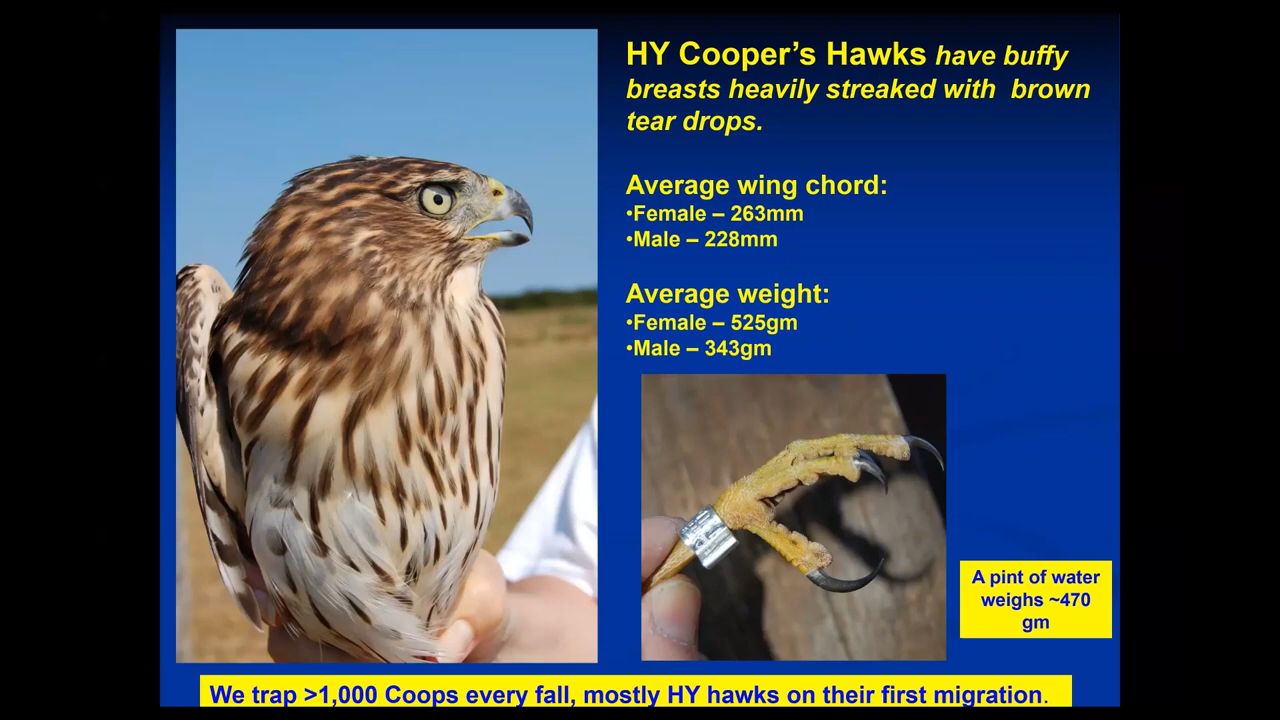 HY Cooper’s Hawks have buffy
breasts heavily streaked with  brown
tear drops.
Average wing chord:
•Female – 263mm
•Male – 228mm
Average weight:
•Female – 525gm
•Male – 343gm
A pint of water
weighs ~470
gm
We trap >1,000 Coops every fall, mostly HY hawks on their first migration.